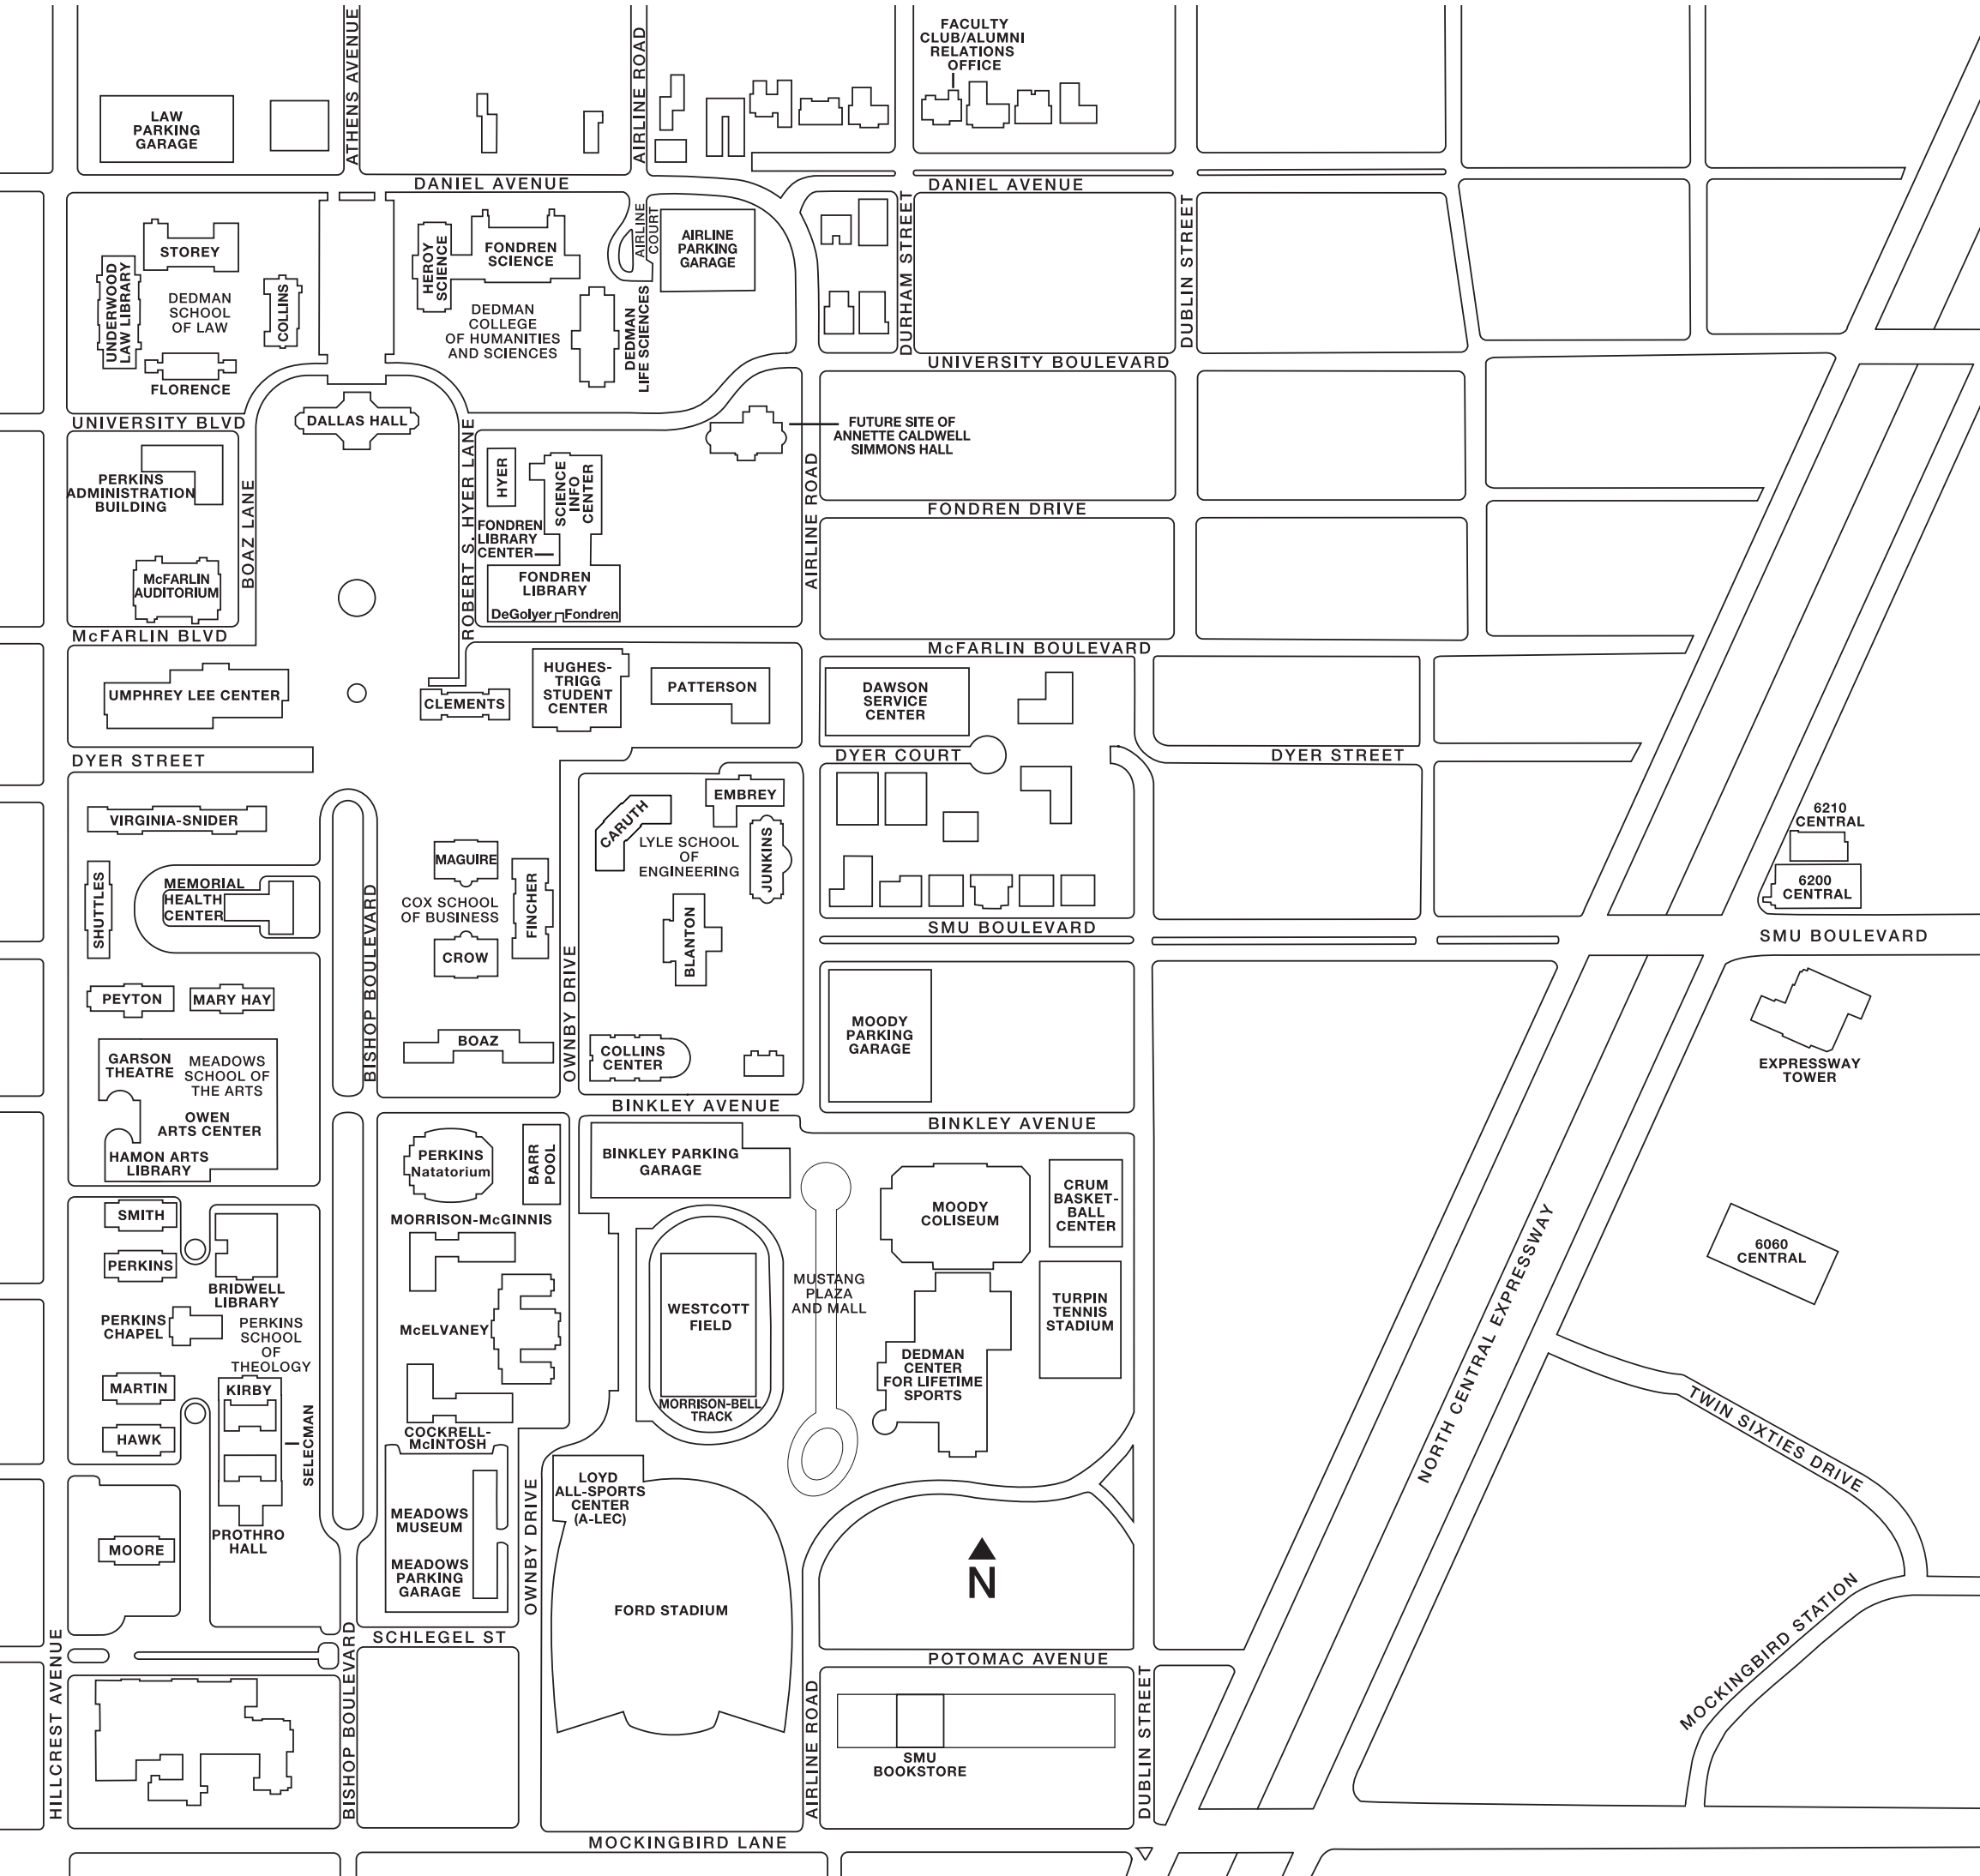 FACULTY
CLUB/ALUMNI
RELATIONS
OFFICE
LAW
PARKING
GARAGE
ATHENS AVENUE
AIRLINE ROAD
DANIEL AVENUE
DANIEL AVENUE
STOREY
UNDERWOOD
LAW LIBRARY
DEDMAN
SCHOOL
OF LAW
COLLINS
FLORENCE
HEROY
SCIENCE
FONDREN
SCIENCE
DEDMAN
COLLEGE
OF HUMANITIES
AND SCIENCES
DEDMAN
LIFE SCIENCES
AIRLINE
COURT
AIRLINE
PARKING
GARAGE
DURHAM STREET
DUBLIN STREET
UNIVERSITY BOULEVARD
UNIVERSITY BLVD
DALLAS HALL
FUTURE SITE OF
ANNETTE CALDWELL
SIMMONS HALL
PERKINS
ADMINISTRATION
BUILDING
BOAZ LANE
ROBERT S. HYER LANE
HYER
SCIENCE
INFO
CENTER
FONDREN
LIBRARY
CENTER
AIRLINE ROAD
FONDREN DRIVE
McFARLIN
AUDITORIUM
FONDREN
LIBRARY
DeGolyer
Fondren
McFARLIN BLVD
McFARLIN BOULEVARD
UMPHREY LEE CENTER
CLEMENTS
HUGHES-
TRIGG
STUDENT
CENTER
PATTERSON
DAWSON
SERVICE
CENTER
DYER STREET
DYER COURT
DYER STREET
VIRGINIA-SNIDER
MAGUIRE
CARUTH
EMBREY
LYLE SCHOOL
OF
ENGINEERING
JUNKINS
6210
CENTRAL
6200
CENTRAL
SHUTTLES
MEMORIAL
HEALTH
CENTER
BISHOP BOULEVARD
COX SCHOOL
OF BUSINESS
FINCHER
CROW
OWNBY DRIVE
BLANTON
SMU BOULEVARD
SMU BOULEVARD
PEYTON
MARY HAY
BOAZ
COLLINS
CENTER
MOODY
PARKING
GARAGE
EXPRESSWAY
TOWER
GARSON
THEATRE
MEADOWS
SCHOOL OF
THE ARTS
OWEN
ARTS CENTER
HAMON ARTS
LIBRARY
BINKLEY AVENUE
BINKLEY AVENUE
PERKINS
Natatorium
BARR
POOL
BINKLEY PARKING
GARAGE
MOODY
COLISEUM
CRUM
BASKET-
BALL
CENTER
SMITH
PERKINS
BRIDWELL
LIBRARY
MORRISON-McGINNIS
McELVANEY
WESTCOTT
FIELD
MORRISON-BELL
TRACK
MUSTANG
PLAZA
AND MALL
TURPIN
TENNIS
STADIUM
6060
CENTRAL
NORTH CENTRAL EXPRESSWAY
PERKINS
CHAPEL
PERKINS
SCHOOL
OF
THEOLOGY
DEDMAN
CENTER
FOR LIFETIME
SPORTS
MARTIN
HAWK
KIRBY
SELECMAN
COCKRELL-
McINTOSH
TWIN SIXTIES DRIVE
PROTHRO
HALL
MOORE
MEADOWS
MUSEUM
MEADOWS
PARKING
GARAGE
OWNBY DRIVE
LOYD
ALL-SPORTS
CENTER
(A-LEC)
FORD STADIUM
N
HILLCREST AVENUE
BISHOP BOULEVARD
SCHLEGEL ST
POTOMAC AVENUE
AIRLINE ROAD
SMU
BOOKSTORE
DUBLIN STREET
MOCKINGBIRD STATION
MOCKINGBIRD LANE